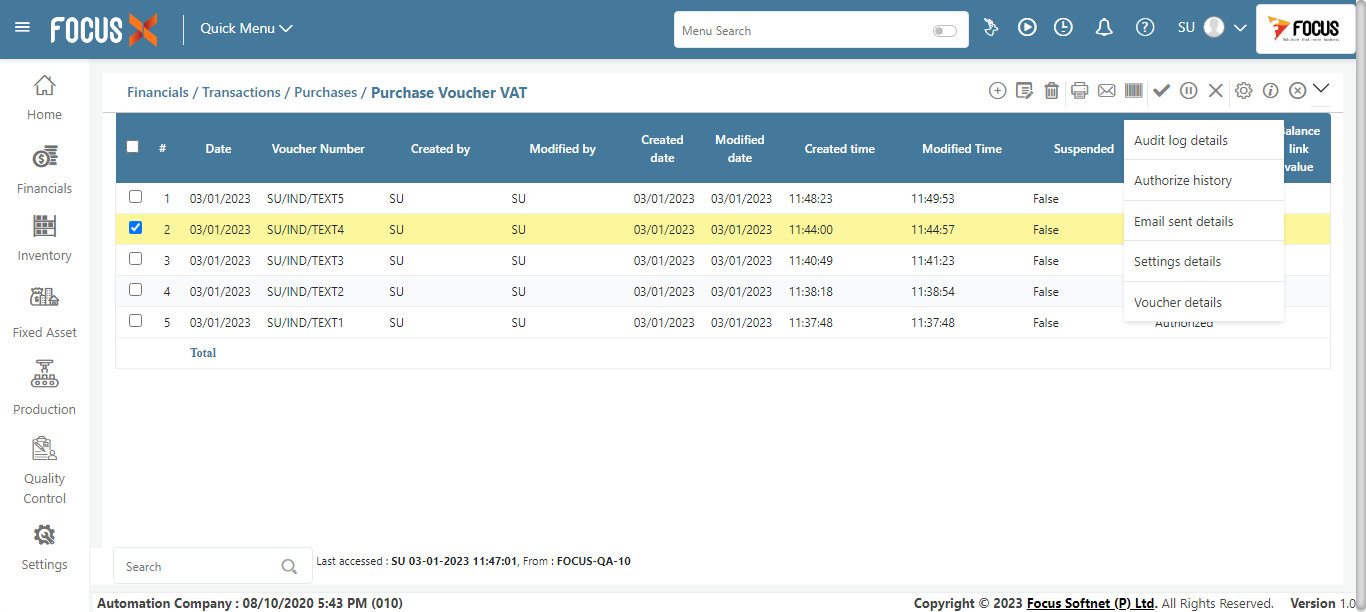 FOCUS X
Quick Menu
Menu Search
SU
FOCUS
Financials / Transactions / Purchases / Purchase Voucher VAT
Home
Financials
Inventory
Fixed Asset
Production
Quality
Control
Settings
# Date Voucher Number Created by Modified by Created date Modified date Created time Modified Time Suspended alance link value
1 03/01/2023 SU/IND/TEXT5 SU SU 03/01/2023 03/01/2023 11:48:23 11:49:53 False
2 03/01/2023 SU/IND/TEXT4 SU SU 03/01/2023 03/01/2023 11:44:00 11:44:57 False
3 03/01/2023 SU/IND/TEXT3 SU SU 03/01/2023 03/01/2023 11:40:49 11:41:23 False
4 03/01/2023 SU/IND/TEXT2 SU SU 03/01/2023 03/01/2023 11:38:18 11:38:54 False
5 03/01/2023 SU/IND/TEXT1 SU SU 03/01/2023 03/01/2023 11:37:48 11:37:48 False Authorized
Total
Audit log details
Authorize history
Email sent details
Settings details
Voucher details
Search
Last accessed : SU 03-01-2023 11:47:01, From : FOCUS-QA-10
Automation Company : 08/10/2020 5:43 PM (010)
Copyright © 2023 Focus Softnet (P) Ltd. All Rights Reserved. Version 1.0